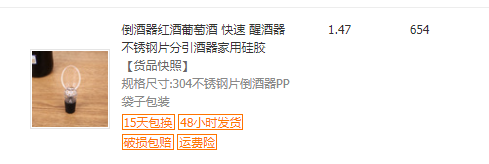 倒酒器红酒葡萄酒 快速 醒酒器 1.47 654
不锈钢片分引酒器家用硅胶
【货品快照】
规格尺寸:304不锈钢片倒酒器PP
袋子包装
15天包换 48小时发货
破损包赔 运费险